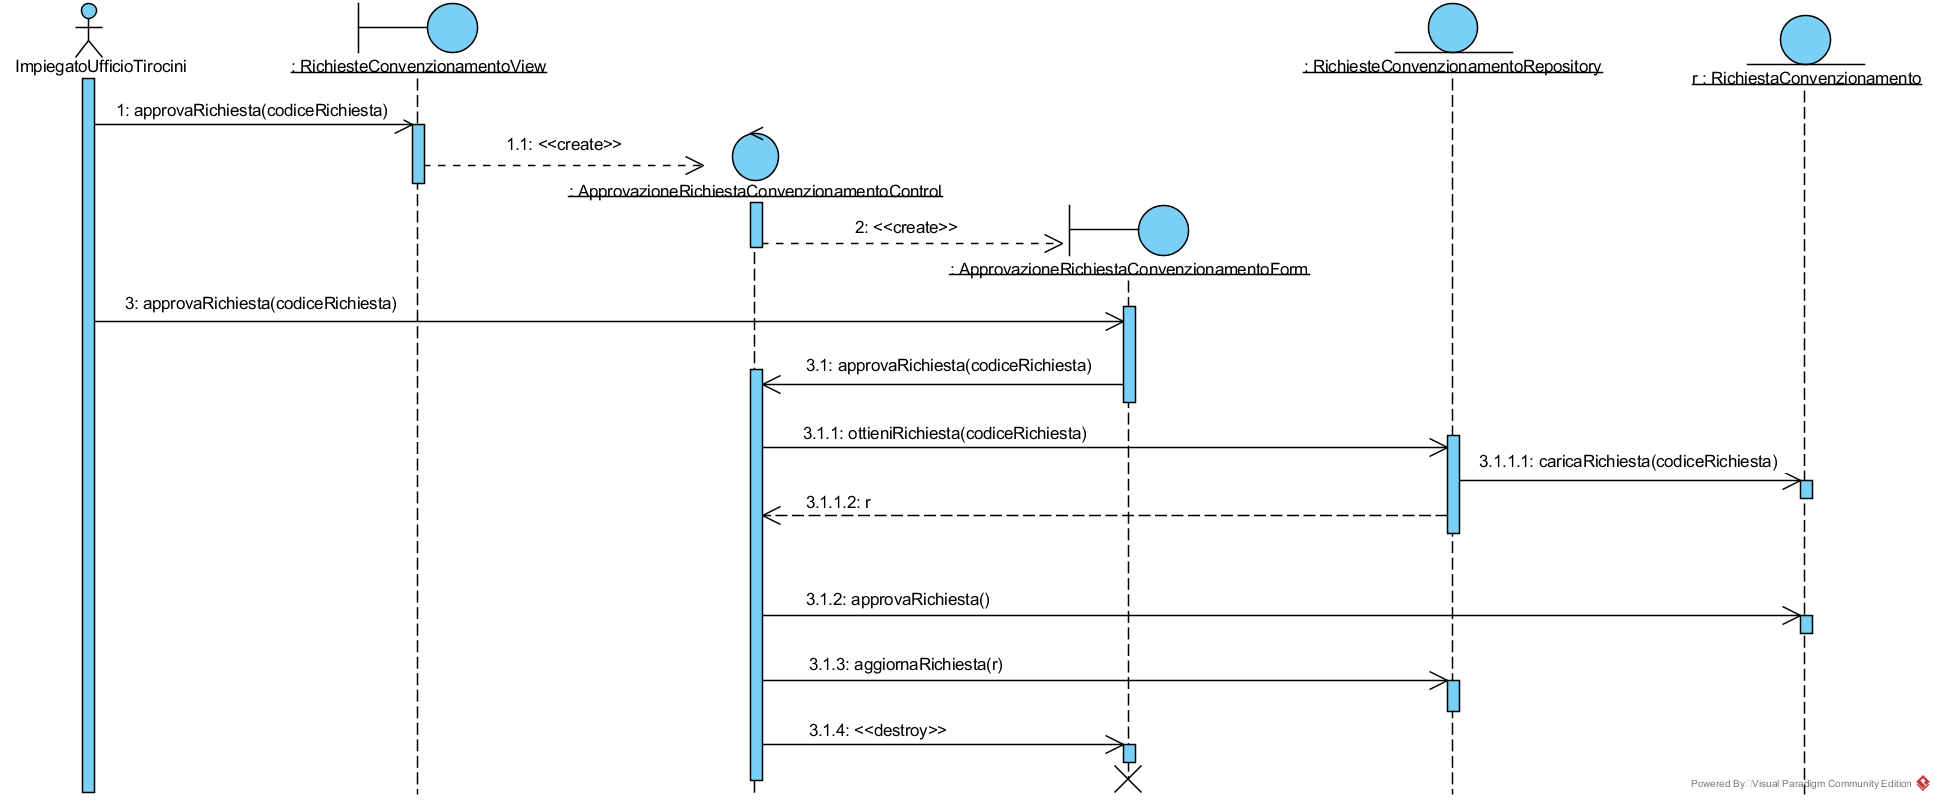 ImpiegatoUfficioTirocini
: RichiesteConvenzionamentoView
: RichiesteConvenzionamentoRepository
r : RichiestaConvenzionamento
1: approvaRichiesta(codiceRichiesta)
1.1: <<create>>
: ApprovazioneRichiestaConvenzionamentoControl
2: <<create>>
: ApprovazioneRichiestaConvenzionamentoForm
3: approvaRichiesta(codiceRichiesta)
3.1: approvaRichiesta(codiceRichiesta)
3.1.1: ottieniRichiesta(codiceRichiesta)
3.1.1.1: caricaRichiesta(codiceRichiesta)
3.1.1.2: r
3.1.2: approvaRichiesta()
3.1.3: aggiornaRichiesta(r)
3.1.4: <<destroy>>
Powered By Visual Paradigm Community Edition